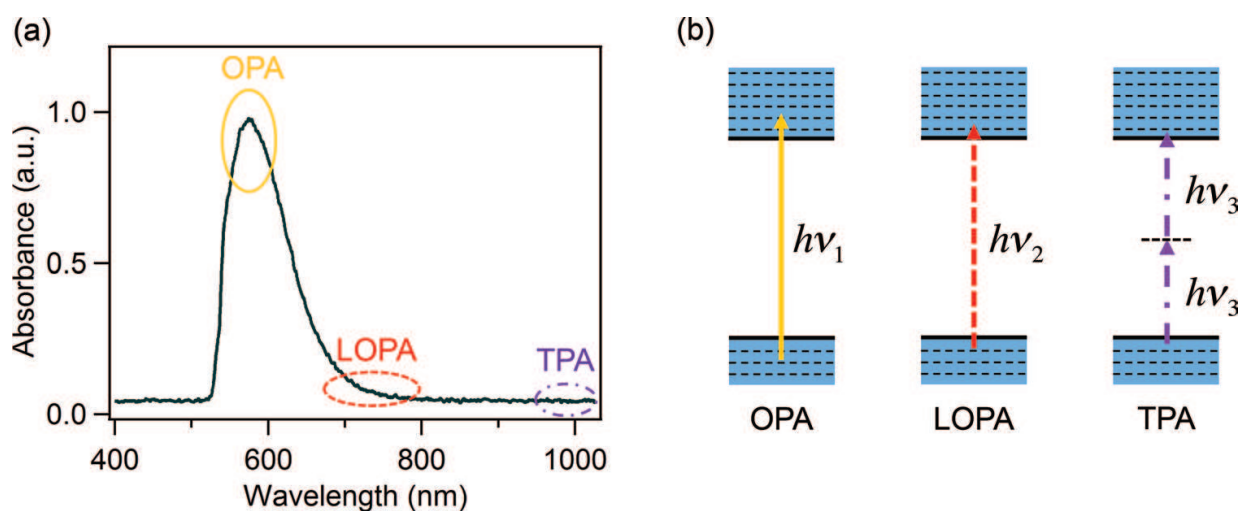 (a)
OPA
1.0
0.5
0.0
Absorbance (a.u.)
LOPA
TPA
400
600
800
1000
Wavelength (nm)
(b)
hν₁
hν₂
hν₃
hν₃
OPA
LOPA
TPA